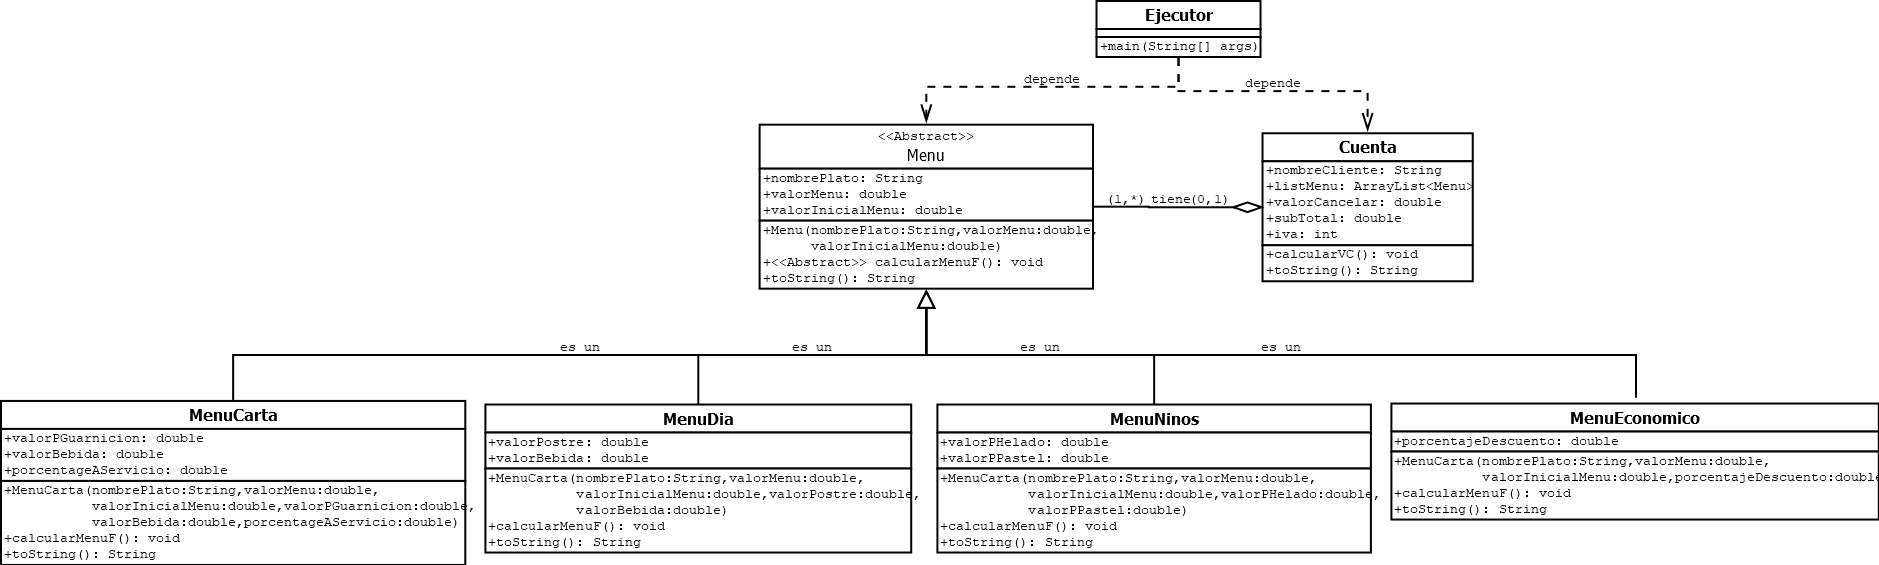 Ejecutor
+main(String[] args)
depende
depende
<<Abstract>>
Menu
+nombrePlato: String
+valorMenu: double
+valorInicialMenu: double
+Menu(nombrePlato:String,valorMenu:double,
valorInicialMenu:double)
+<<Abstract>> calcularMenuF(): void
+toString(): String
(1,*) tiene(0,1)
Cuenta
+nombreCliente: String
+listMenu: ArrayList<Menu>
+valorCancelar: double
+subTotal: double
+iva: int
+calcularVC(): void
+toString(): String
es un
es un
es un
es un
MenuCarta
+valorPGuarnicion: double
+valorBebida: double
+porcentageAServicio: double
+MenuCarta(nombrePlato:String,valorMenu:double,
valorInicialMenu:double,valorPGuarnicion:double,
valorBebida:double,porcentageAServicio:double)
+calcularMenuF(): void
+toString(): String
MenuDia
+valorPostre: double
+valorBebida: double
+MenuCarta(nombrePlato:String,valorMenu:double,
valorInicialMenu:double,valorPostre:double,
valorBebida:double)
+calcularMenuF(): void
+toString(): String
MenuNinos
+valorPHelado: double
+valorPPastel: double
+MenuCarta(nombrePlato:String,valorMenu:double,
valorInicialMenu:double,valorPHelado:double,
valorPPastel:double)
+calcularMenuF(): void
+toString(): String
MenuEconomico
+porcentajeDescuento: double
+MenuCarta(nombrePlato:String,valorMenu:double,
valorInicialMenu:double,porcentajeDescuento:double
+calcularMenuF(): void
+toString(): String